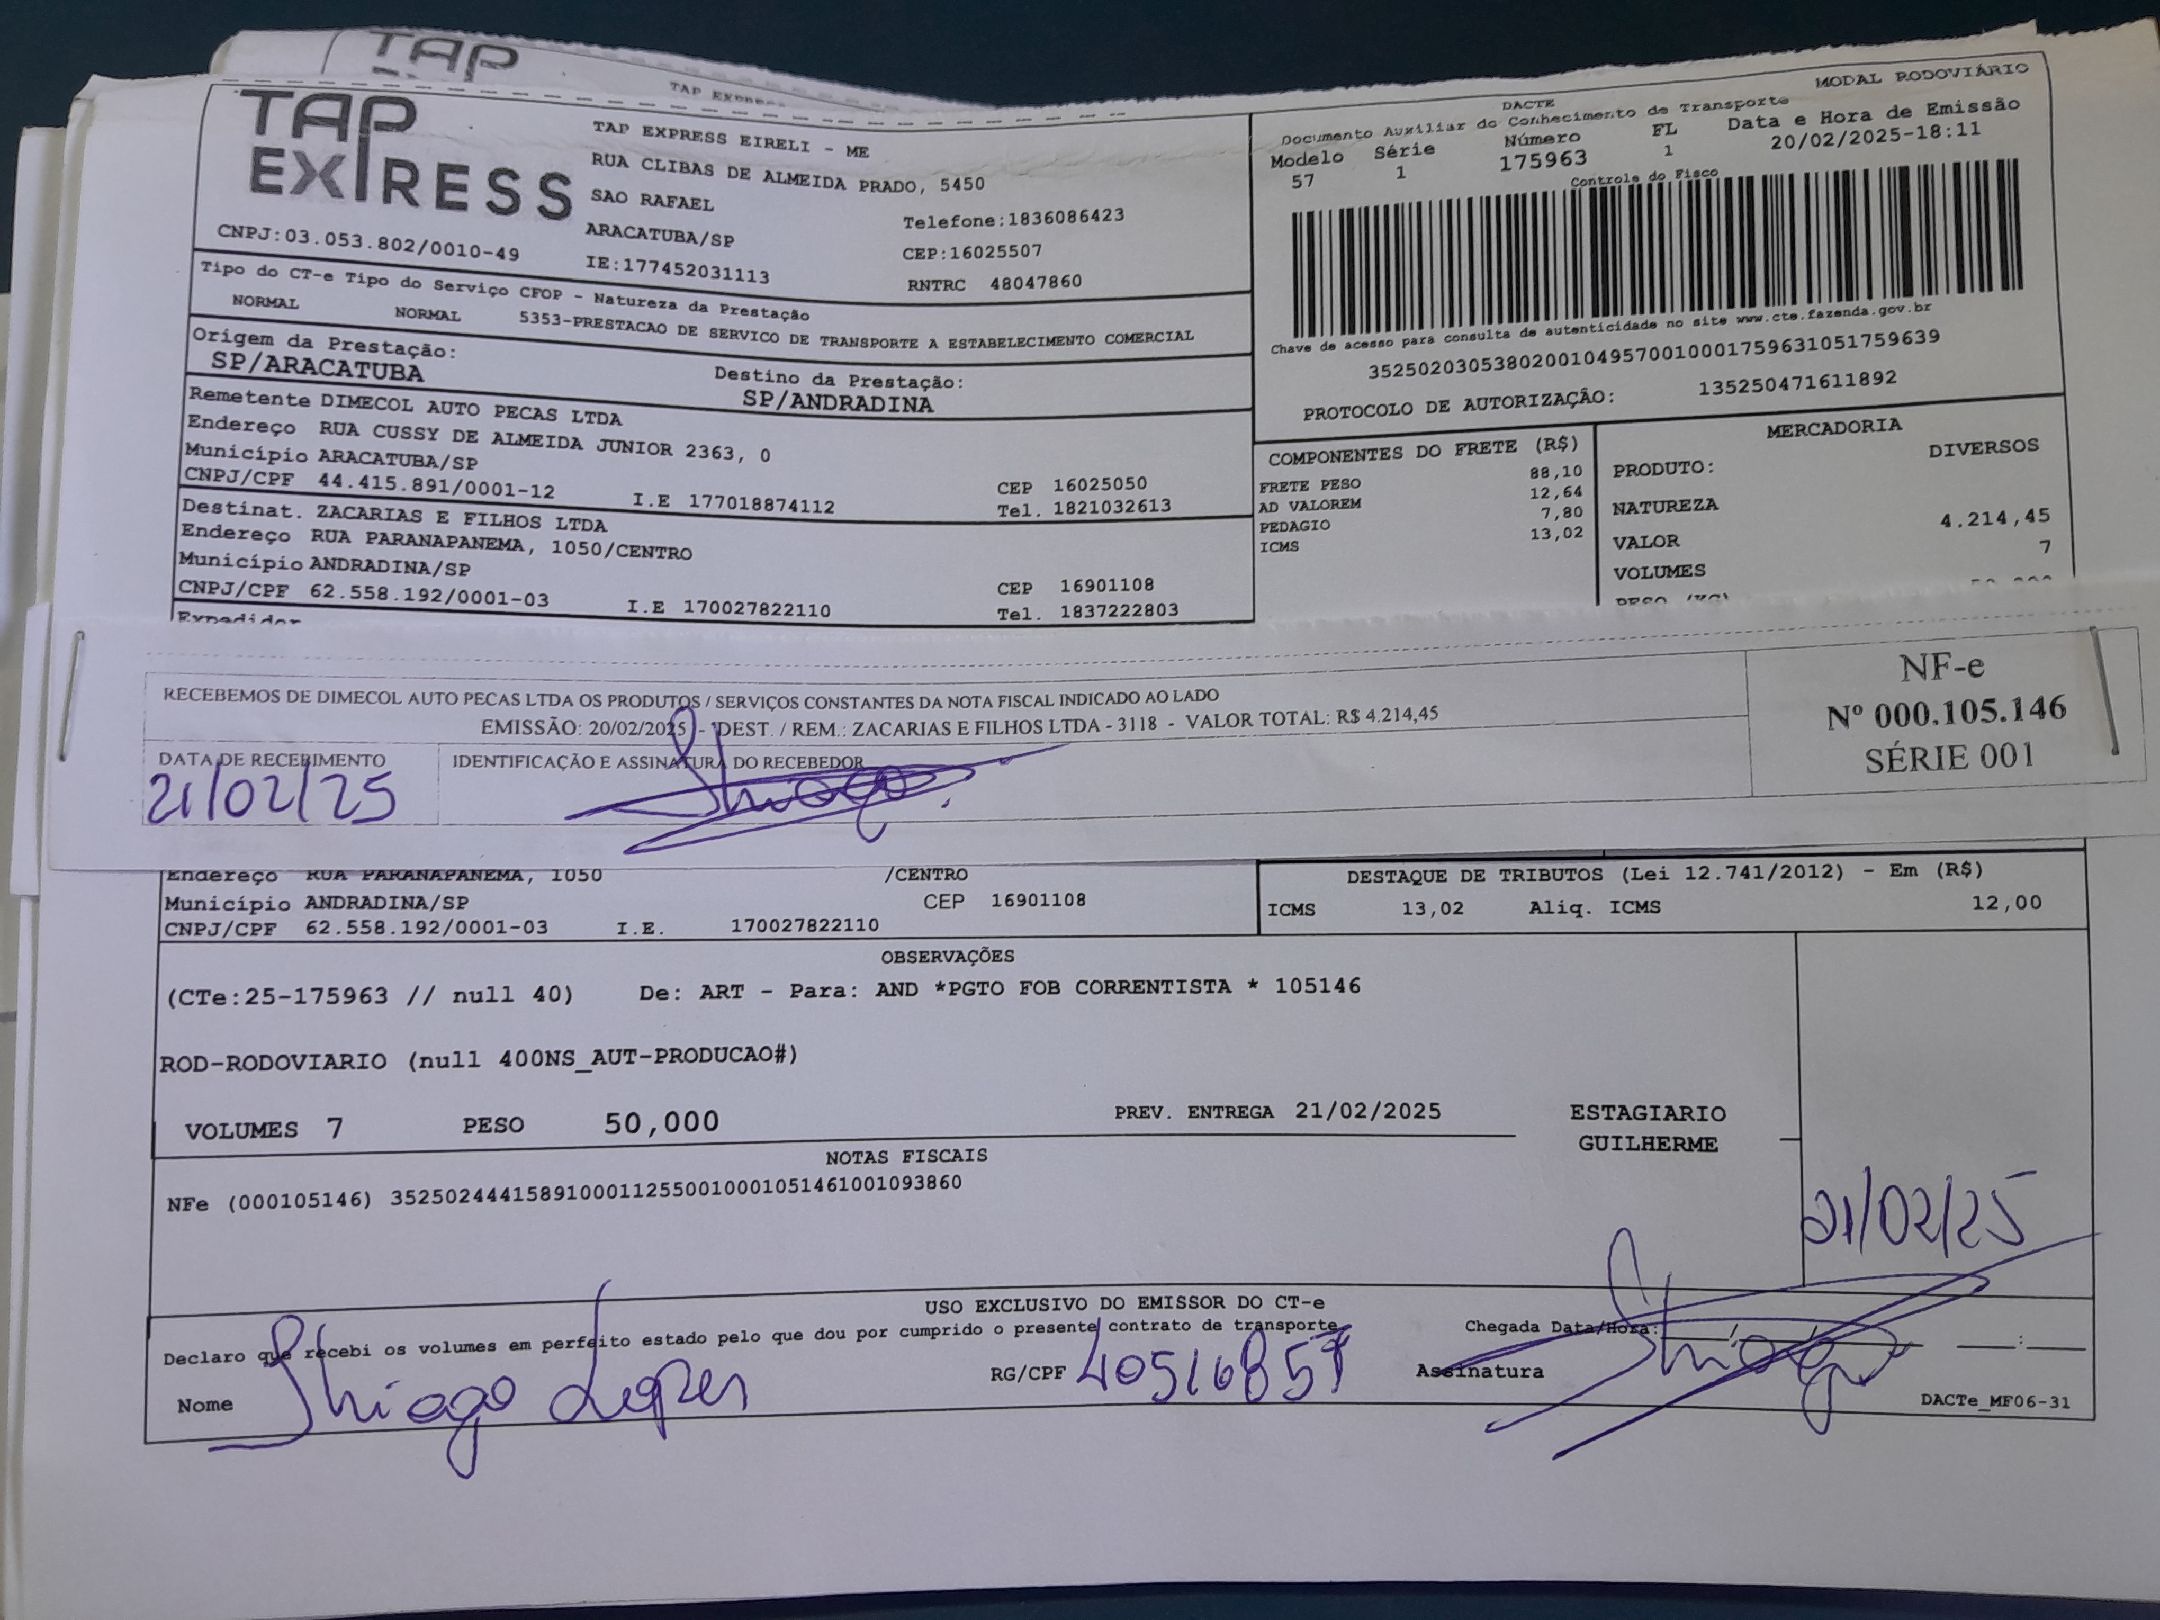 TAP
TAP EXPRESS
TAP EXPRESS EIRELI - ME
RUA CLIBAS DE ALMEIDA PRADO, 5450
SAO RAFAEL
Telefone:1836086423
ARACATUBA/SP
CEP:16025507
CNPJ:03.053.802/0010-49
IE:177452031113
RNTRC 48047860
MODAL RODOVIÁRIO
DACTE
Documento Auxiliar do Conhecimento de Transporte
Modelo Série Número FL Data e Hora de Emissão
57 1 175963 1 20/02/2025-18:11
Controle do Fisco
Chave de acesso para consulta de autenticidade no site www.cte.fazenda.gov.br
35250203053802001049570010001759631051759639
PROTOCOLO DE AUTORIZAÇÃO: 135250471611892
Tipo do CT-e Tipo do Serviço CFOP - Natureza da Prestação
NORMAL NORMAL 5353-PRESTACAO DE SERVICO DE TRANSPORTE A ESTABELECIMENTO COMERCIAL
Origem da Prestação:
SP/ARACATUBA
Destino da Prestação:
SP/ANDRADINA
Remetente DIMECOL AUTO PECAS LTDA
Endereço RUA CUSSY DE ALMEIDA JUNIOR 2363, 0
Município ARACATUBA/SP CEP 16025050
CNPJ/CPF 44.415.891/0001-12 I.E 177018874112 Tel. 1821032613
Destinat. ZACARIAS E FILHOS LTDA
Endereço RUA PARANAPANEMA, 1050/CENTRO
Município ANDRADINA/SP CEP 16901108
CNPJ/CPF 62.558.192/0001-03 I.E 170027822110 Tel. 1837222803
Expedidor
COMPONENTES DO FRETE (R$)
FRETE PESO 88,10
AD VALOREM 12,64
PEDAGIO 7,80
ICMS 13,02
MERCADORIA
PRODUTO: DIVERSOS
NATUREZA
VALOR 4.214,45
VOLUMES 7
PESO (KG)
RECEBEMOS DE DIMECOL AUTO PECAS LTDA OS PRODUTOS / SERVIÇOS CONSTANTES DA NOTA FISCAL INDICADO AO LADO
EMISSÃO: 20/02/2025 - DEST. / REM.: ZACARIAS E FILHOS LTDA - 3118 - VALOR TOTAL: R$ 4.214,45
DATA DE RECEBIMENTO
21/02/25
IDENTIFICAÇÃO E ASSINATURA DO RECEBEDOR
Thiago
NF-e
Nº 000.105.146
SÉRIE 001
Endereço RUA PARANAPANEMA, 1050 /CENTRO
Município ANDRADINA/SP CEP 16901108
CNPJ/CPF 62.558.192/0001-03 I.E. 170027822110
DESTAQUE DE TRIBUTOS (Lei 12.741/2012) - Em (R$)
ICMS 13,02 Aliq. ICMS 12,00
OBSERVAÇÕES
(CTe:25-175963 // null 40) De: ART - Para: AND *PGTO FOB CORRENTISTA * 105146
ROD-RODOVIARIO (null 400NS_AUT-PRODUCAO#)
VOLUMES 7 PESO 50,000 PREV. ENTREGA 21/02/2025
ESTAGIARIO
GUILHERME
NOTAS FISCAIS
NFe (000105146) 35250244415891000112550010001051461001093860
21/02/25
USO EXCLUSIVO DO EMISSOR DO CT-e
Declaro que recebi os volumes em perfeito estado pelo que dou por cumprido o presente contrato de transporte
Chegada Data/Hora: / / :
Nome Thiago Lopes RG/CPF 40516857 Assinatura Thiago
DACTe_MF06-31